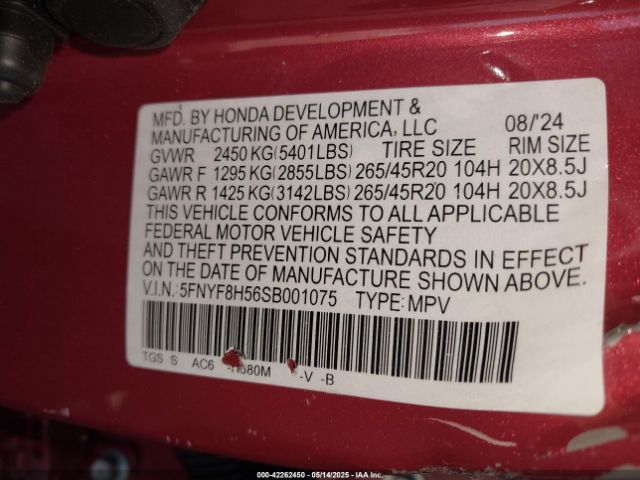 MFD. BY HONDA DEVELOPMENT &
MANUFACTURING OF AMERICA, LLC 08/'24
GVWR 2450 KG(5401LBS) TIRE SIZE RIM SIZE
GAWR F 1295 KG(2855LBS) 265/45R20 104H 20X8.5J
GAWR R 1425 KG(3142LBS) 265/45R20 104H 20X8.5J
THIS VEHICLE CONFORMS TO ALL APPLICABLE
FEDERAL MOTOR VEHICLE SAFETY
AND THEFT PREVENTION STANDARDS IN EFFECT
ON THE DATE OF MANUFACTURE SHOWN ABOVE.
V.I.N.:5FNYF8H56SB001075 TYPE:MPV
TGS S AC6 -V -B
000-42262450 - 05/14/2025 - IAA Inc.